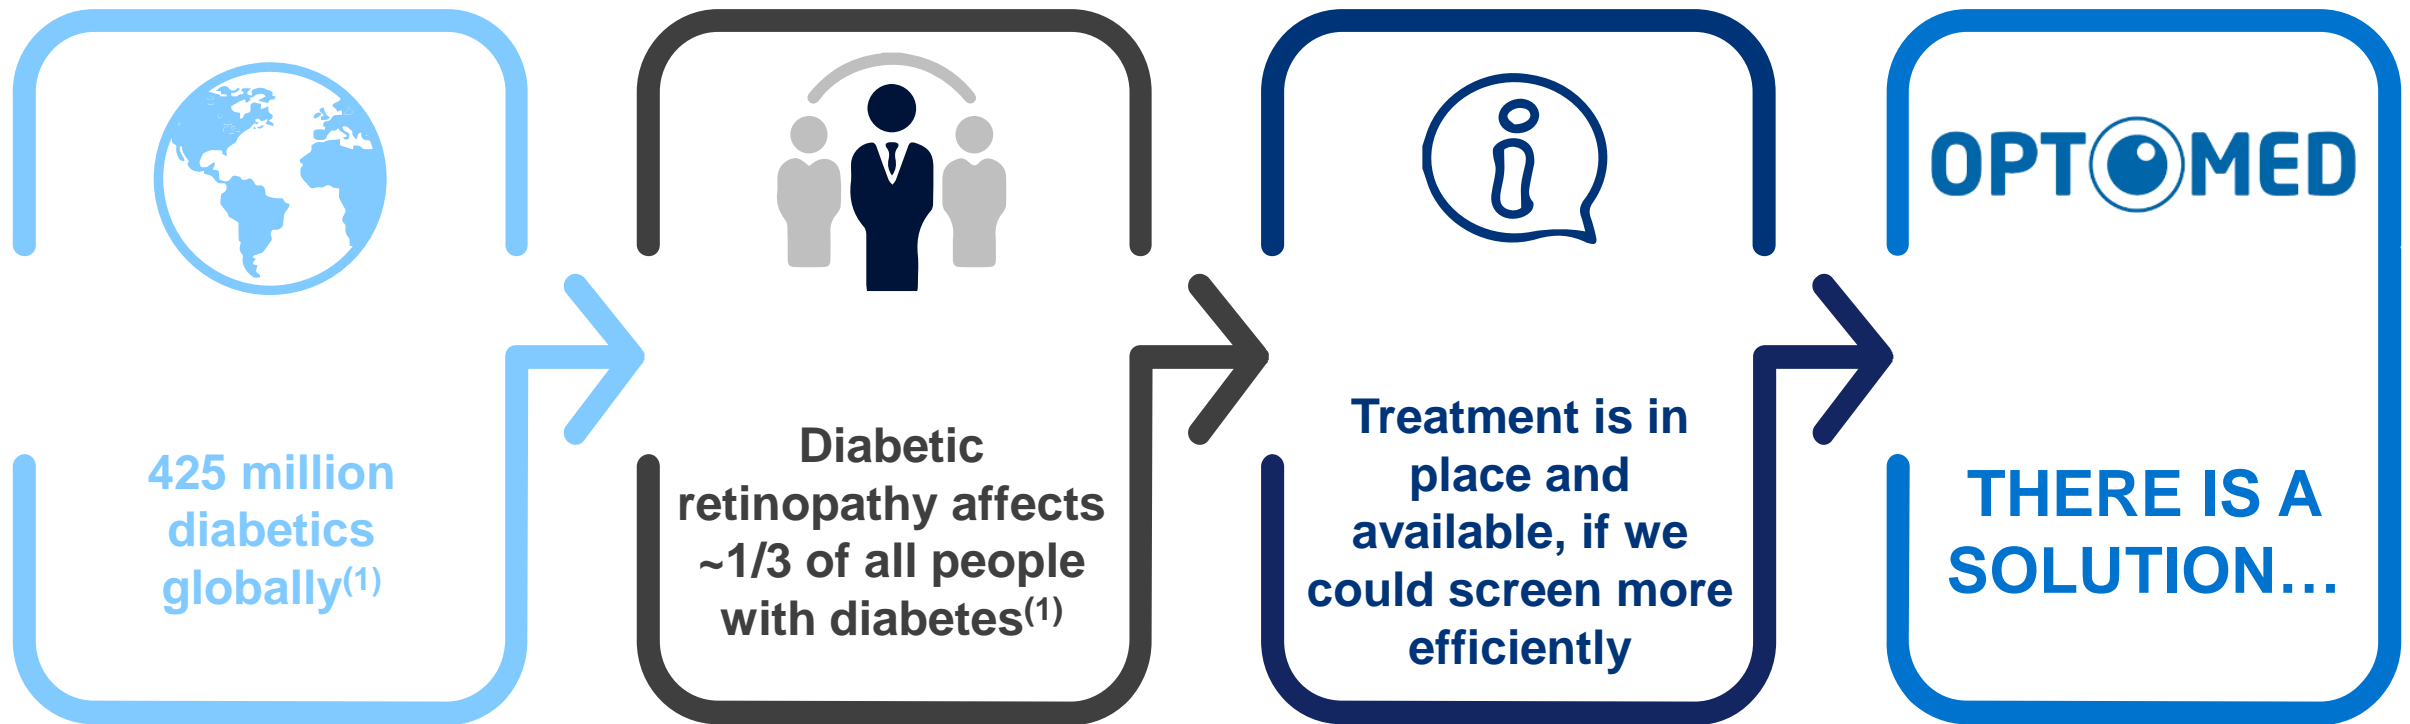 425 million
diabetics
globally(1)
Diabetic
retinopathy affects
~1/3 of all people
with diabetes(1)
Treatment is in
place and
available, if we
could screen more
efficiently
OPTOMED
THERE IS A
SOLUTION…